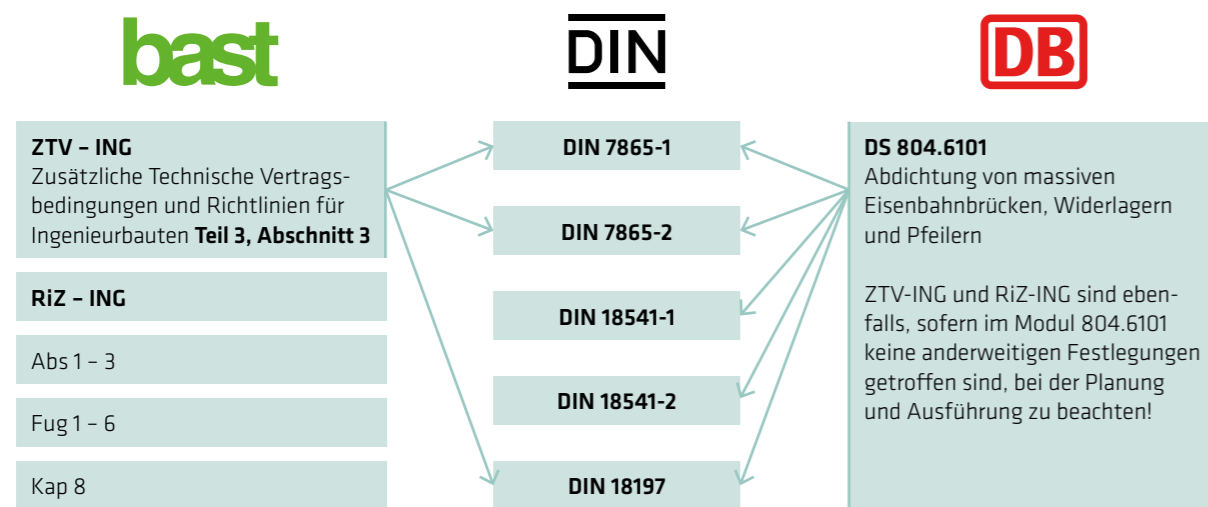 bast
ZTV – ING
Zusätzliche Technische Vertrags-
bedingungen und Richtlinien für
Ingenieurbauten Teil 3, Abschnitt 3
RiZ – ING
Abs 1 – 3
Fug 1 – 6
Kap 8
DIN
DIN 7865-1
DIN 7865-2
DIN 18541-1
DIN 18541-2
DIN 18197
DB
DS 804.6101
Abdichtung von massiven
Eisenbahnbrücken, Widerlagern
und Pfeilern
ZTV-ING und RiZ-ING sind eben-
falls, sofern im Modul 804.6101
keine anderweitigen Festlegungen
getroffen sind, bei der Planung
und Ausführung zu beachten!